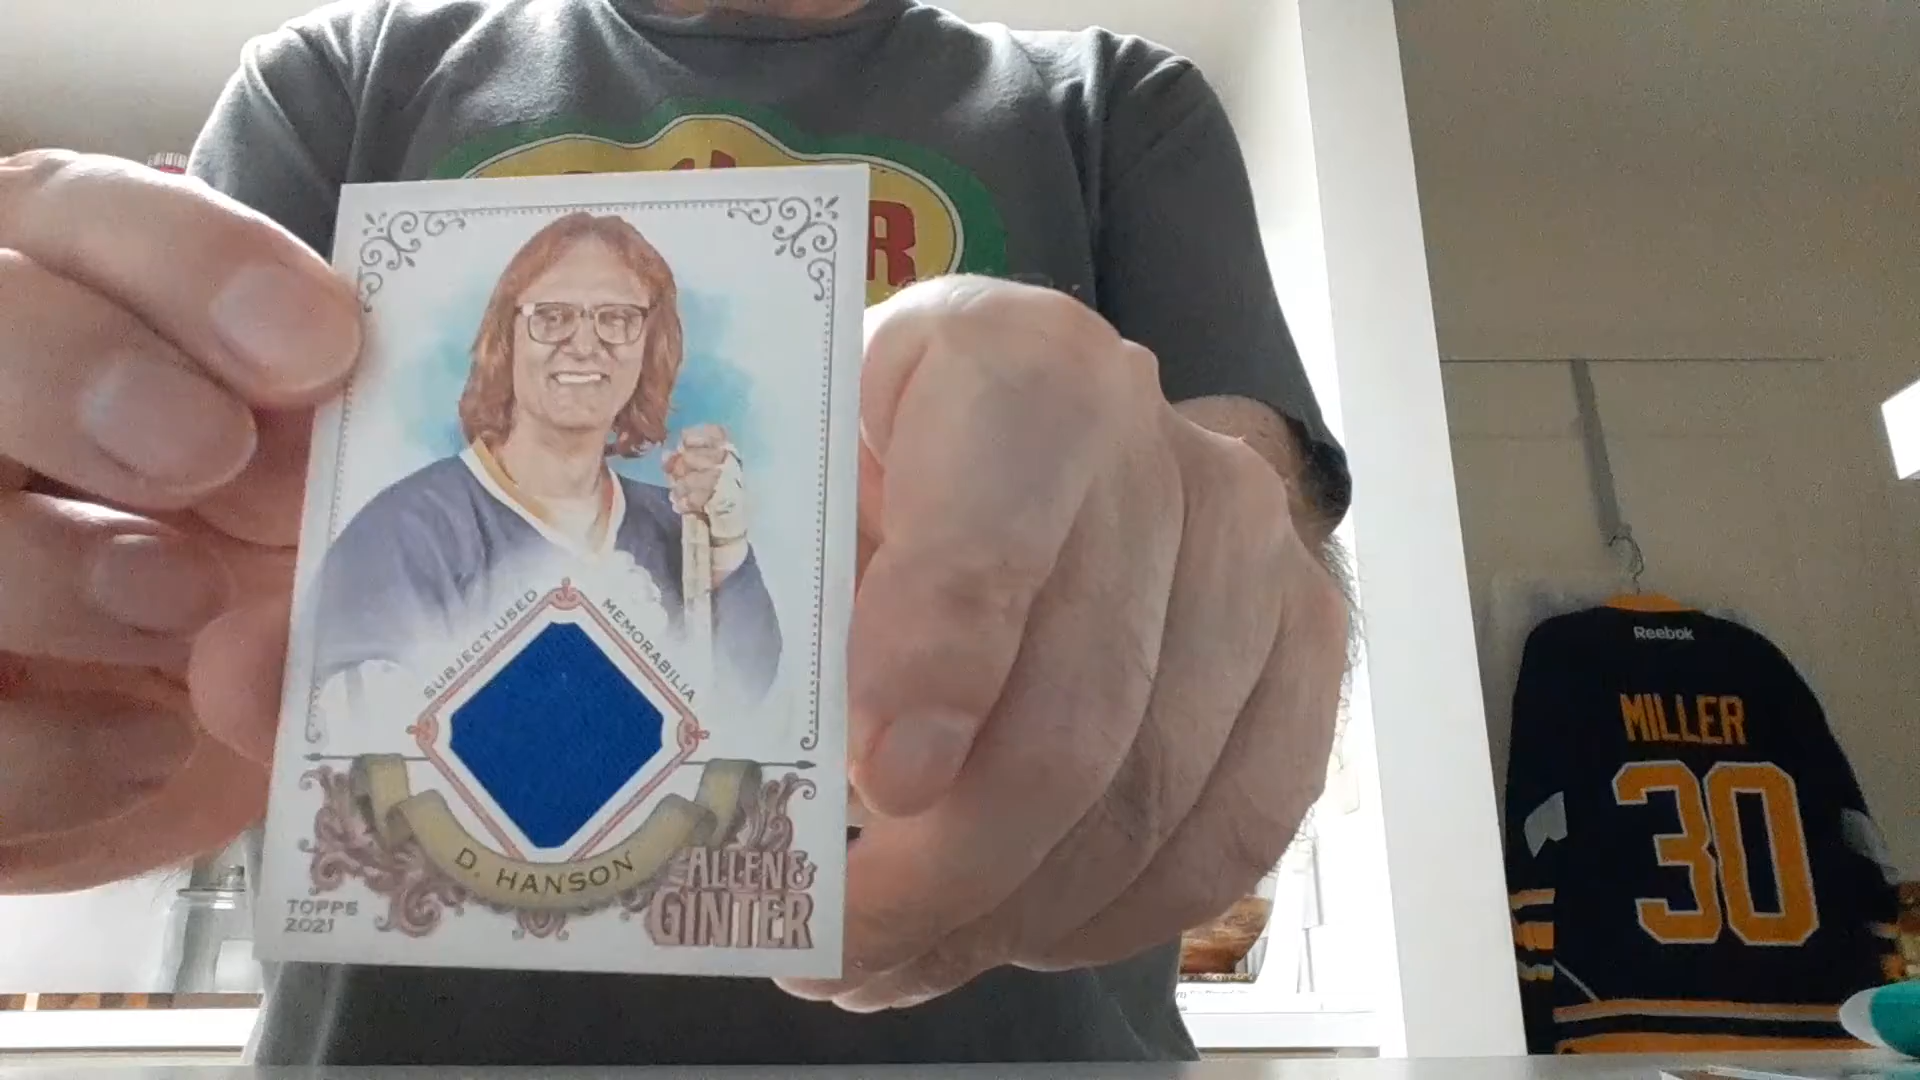 SUBJECT-USED
MEMORABILIA
D. HANSON
TOPPS
2021
ALLEN &
GINTER
Reebok
MILLER
30